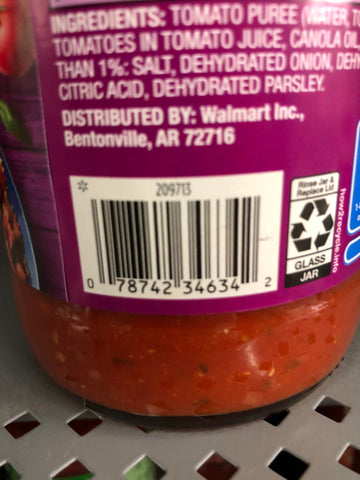 INGREDIENTS: TOMATO PUREE (WATER,
TOMATOES IN TOMATO JUICE, CANOLA OIL,
THAN 1%: SALT, DEHYDRATED ONION,
CITRIC ACID, DEHYDRATED PARSLEY.
DISTRIBUTED BY: Walmart Inc.,
Bentonville, AR 72716
* 209713
0 78742 34634 2
Rinse Jar &
Replace Lid
GLASS
JAR
how2recycle.info